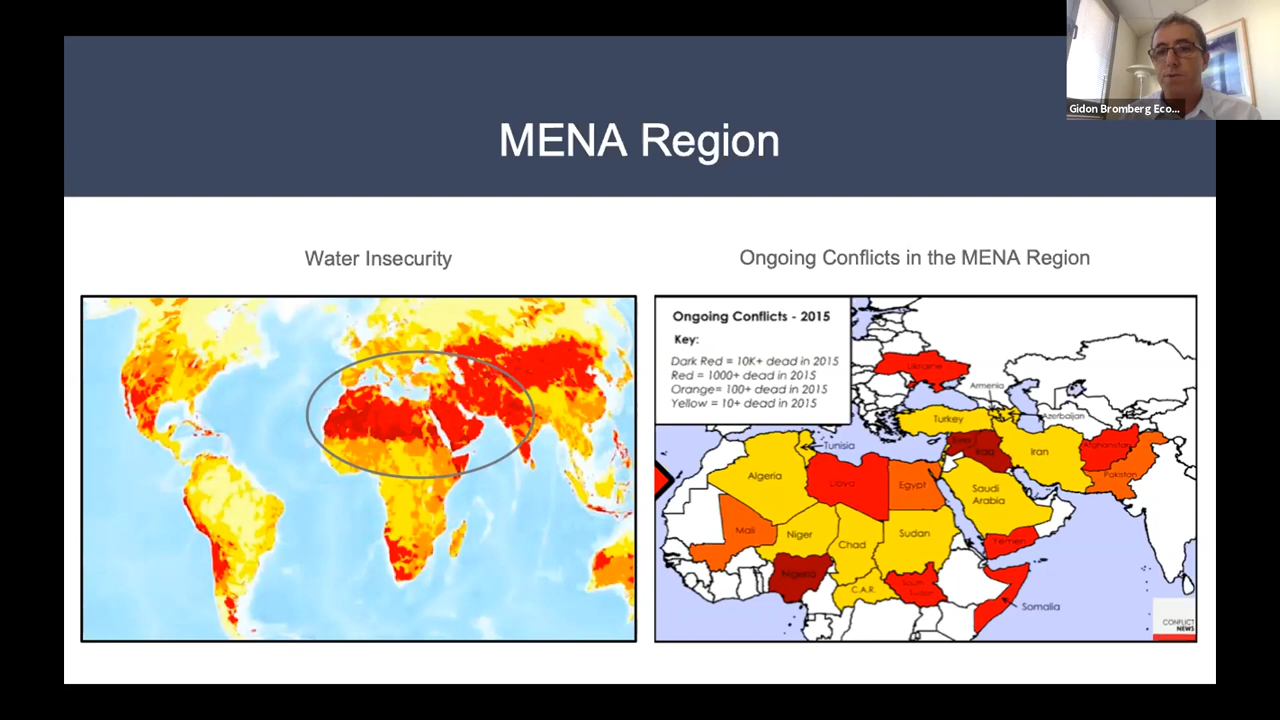 Gidon Bromberg Eco...
MENA Region
Water Insecurity
Ongoing Conflicts in the MENA Region
Ongoing Conflicts - 2015
Key:
Dark Red = 10K+ dead in 2015
Red = 1000+ dead in 2015
Orange= 100+ dead in 2015
Yellow = 10+ dead in 2015
Ukraine
Armenia
Turkey
Azerbaijan
Tunisia
Syria
Iraq
Iran
Afghanistan
Pakistan
Algeria
Libya
Egypt
Saudi
Arabia
Mali
Niger
Chad
Sudan
Yemen
Nigeria
C.A.R.
South
Sudan
Somalia
CONFLICT
NEWS